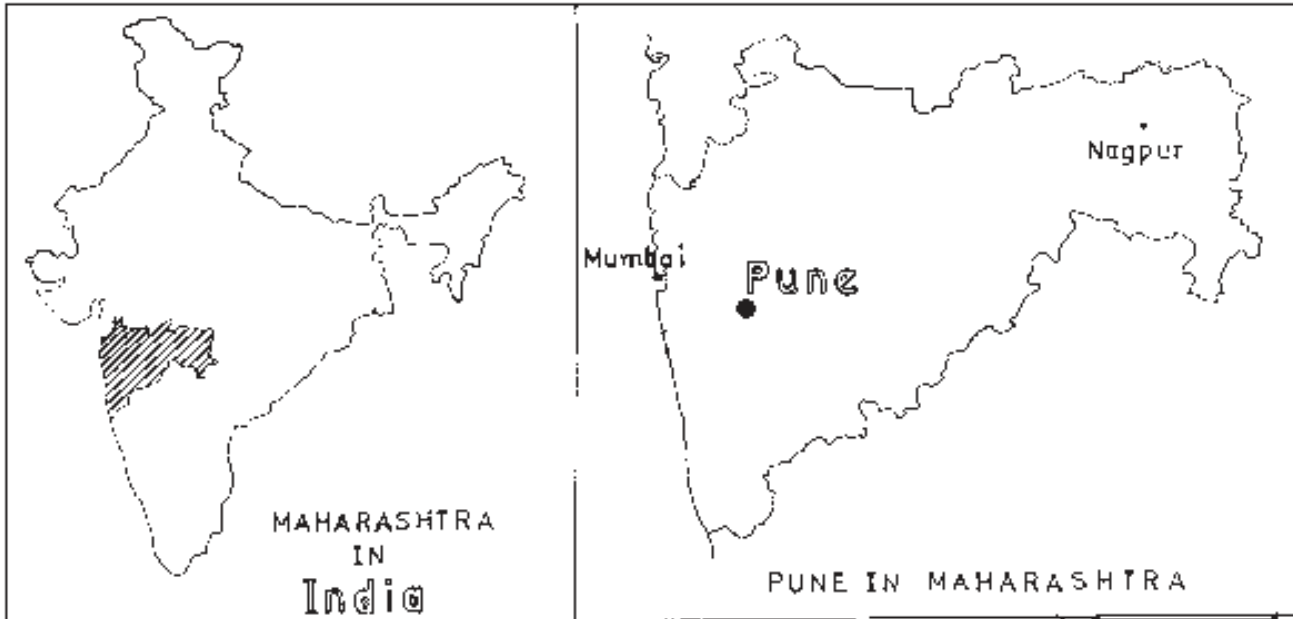 MAHARASHTRA
IN
India
Nagpur
Mumbai
Pune
PUNE IN MAHARASHTRA